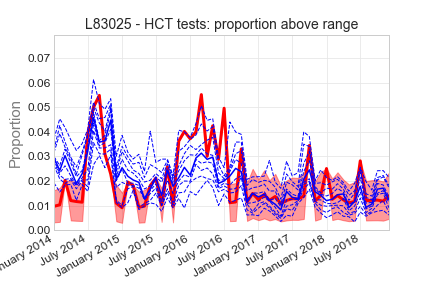 L83025 - HCT tests: proportion above range
Proportion
0.07
0.06
0.05
0.04
0.03
0.02
0.01
0.00
July 2014
January 2015
July 2015
January 2016
July 2016
January 2017
July 2017
January 2018
July 2018